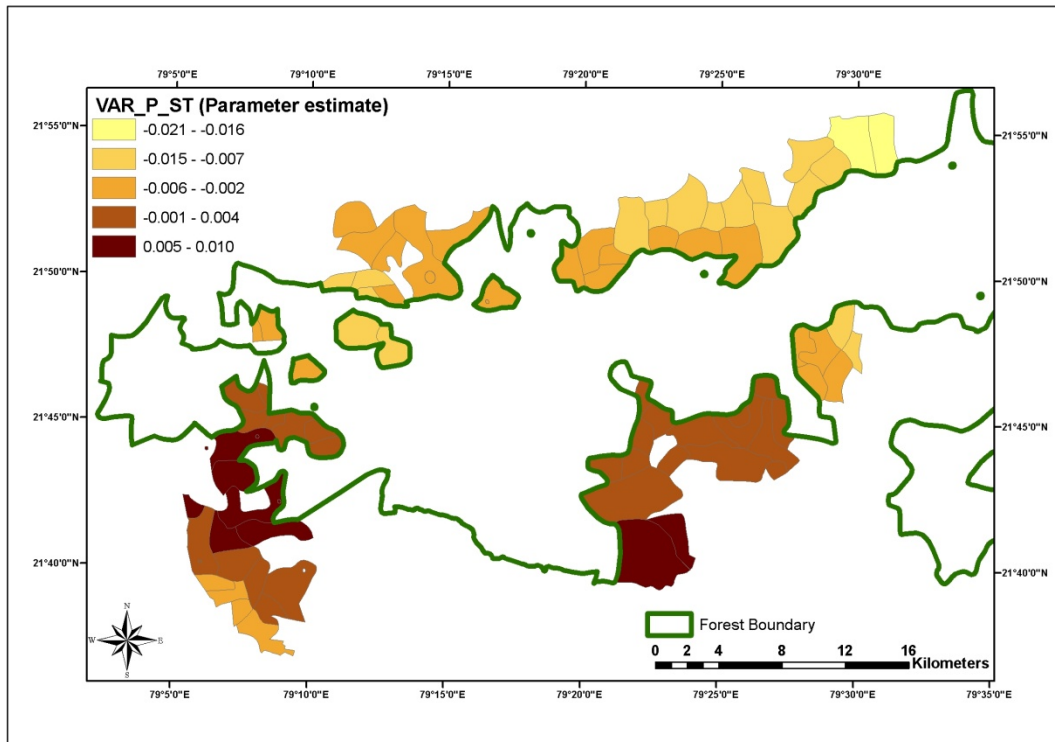 79°5'0"E 79°10'0"E 79°15'0"E 79°20'0"E 79°25'0"E 79°30'0"E
VAR_P_ST (Parameter estimate)
-0.021 - -0.016
-0.015 - -0.007
-0.006 - -0.002
-0.001 - 0.004
0.005 - 0.010
21°55'0"N 21°55'0"N
21°50'0"N 21°50'0"N
21°45'0"N 21°45'0"N
21°40'0"N 21°40'0"N
N
W E
S
Forest Boundary
0 2 4 8 12 16
Kilometers
79°5'0"E 79°10'0"E 79°15'0"E 79°20'0"E 79°25'0"E 79°30'0"E 79°35'0"E